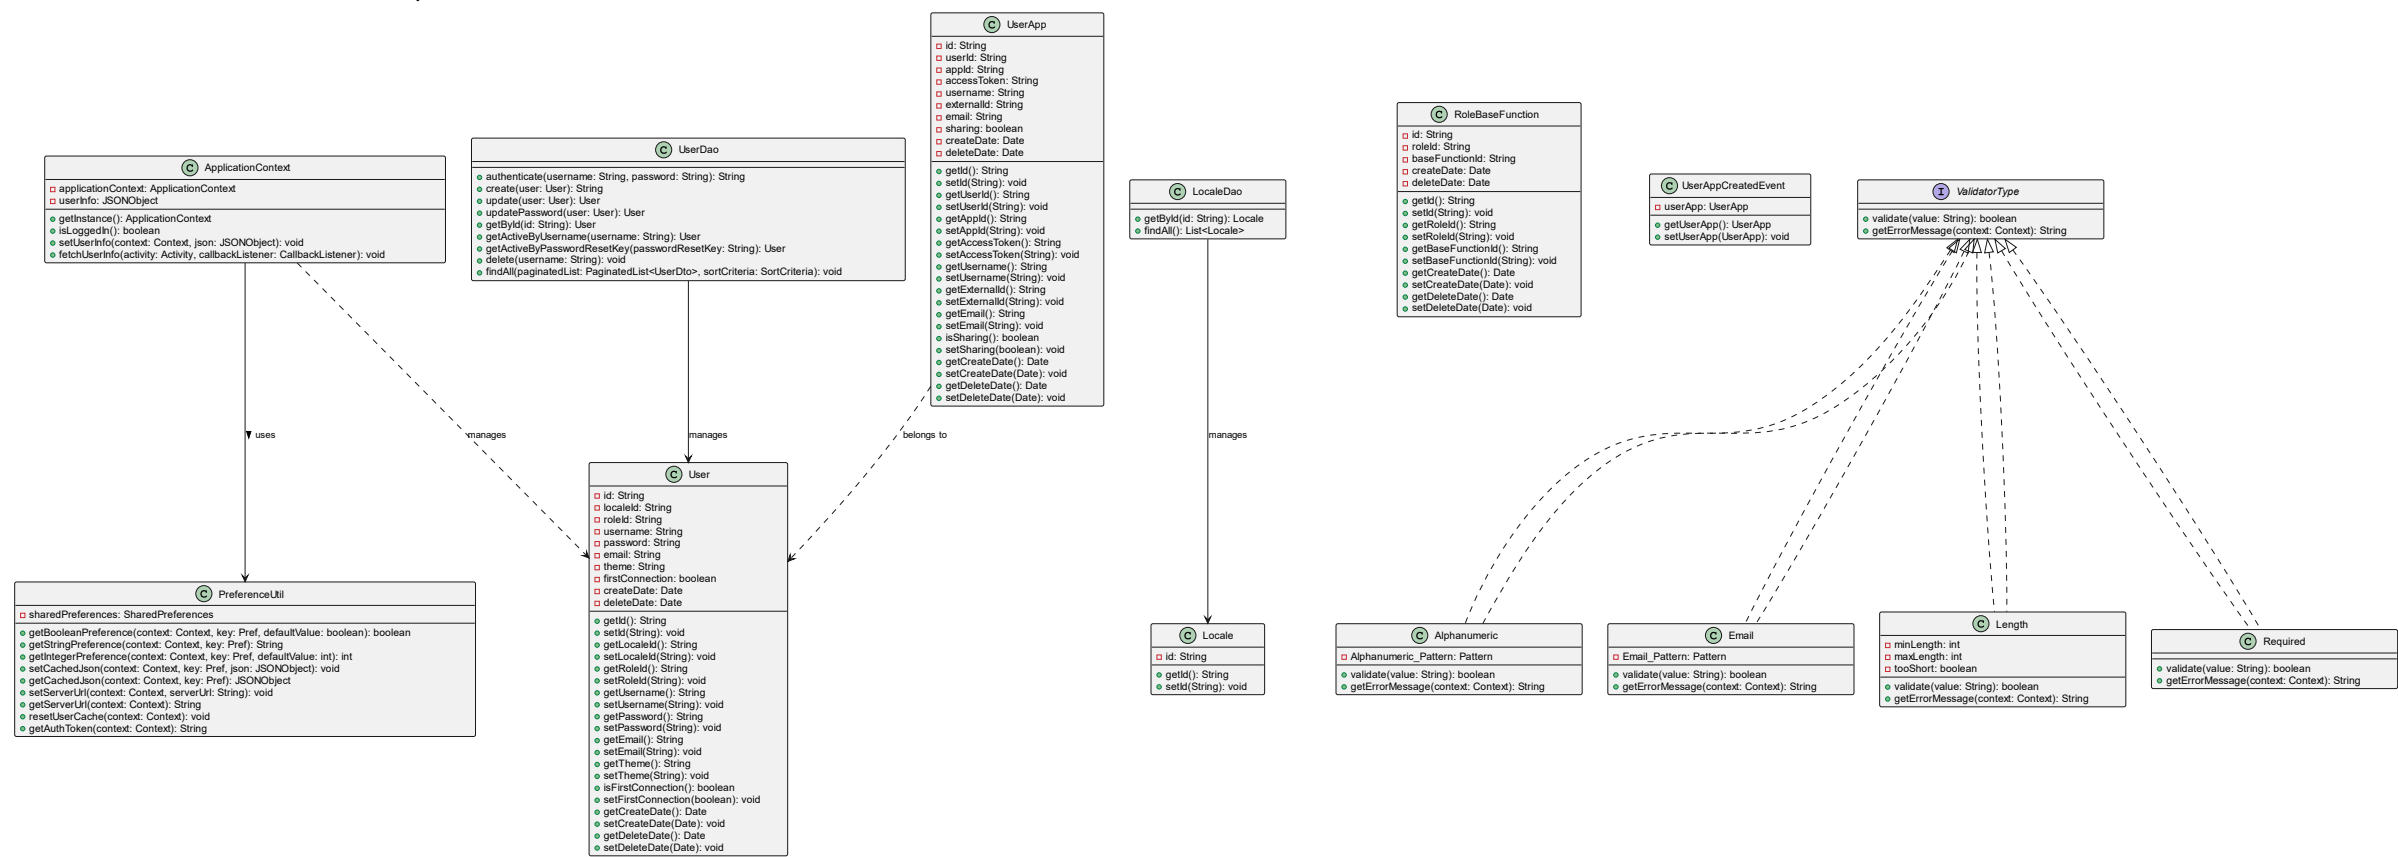 ApplicationContext
applicationContext: ApplicationContext
userInfo: JSONObject
getInstance(): ApplicationContext
isLoggedIn(): boolean
setUserInfo(context: Context, json: JSONObject): void
fetchUserInfo(activity: Activity, callbackListener: CallbackListener): void
UserDao
authenticate(username: String, password: String): String
create(user: User): String
update(user: User): User
updatePassword(user: User): User
getById(id: String): User
getActiveByUsername(username: String): User
getActiveByPasswordResetKey(passwordResetKey: String): User
delete(username: String): void
findAll(paginatedList: PaginatedList<UserDto>, sortCriteria: SortCriteria): void
UserApp
id: String
userId: String
appId: String
accessToken: String
username: String
externalId: String
email: String
sharing: boolean
createDate: Date
deleteDate: Date
getId(): String
setId(String): void
getUserId(): String
setUserId(String): void
getAppId(): String
setAppId(String): void
getAccessToken(): String
setAccessToken(String): void
getUsername(): String
setUsername(String): void
getExternalId(): String
setExternalId(String): void
getEmail(): String
setEmail(String): void
isSharing(): boolean
setSharing(boolean): void
getCreateDate(): Date
setCreateDate(Date): void
getDeleteDate(): Date
setDeleteDate(Date): void
LocaleDao
getById(id: String): Locale
findAll(): List<Locale>
RoleBaseFunction
id: String
roleId: String
baseFunctionId: String
createDate: Date
deleteDate: Date
getId(): String
setId(String): void
getRoleId(): String
setRoleId(String): void
getBaseFunctionId(): String
setBaseFunctionId(String): void
getCreateDate(): Date
setCreateDate(Date): void
getDeleteDate(): Date
setDeleteDate(Date): void
UserAppCreatedEvent
userApp: UserApp
getUserApp(): UserApp
setUserApp(UserApp): void
ValidatorType
validate(value: String): boolean
getErrorMessage(context: Context): String
uses
manages
manages
belongs to
manages
PreferenceUtil
sharedPreferences: SharedPreferences
getBooleanPreference(context: Context, key: Pref, defaultValue: boolean): boolean
getStringPreference(context: Context, key: Pref): String
getIntegerPreference(context: Context, key: Pref, defaultValue: int): int
setCachedJson(context: Context, key: Pref, json: JSONObject): void
getCachedJson(context: Context, key: Pref): JSONObject
setServerUrl(context: Context, serverUrl: String): void
getServerUrl(context: Context): String
resetUserCache(context: Context): void
getAuthToken(context: Context): String
User
id: String
localeId: String
roleId: String
username: String
password: String
email: String
theme: String
firstConnection: boolean
createDate: Date
deleteDate: Date
getId(): String
setId(String): void
getLocaleId(): String
setLocaleId(String): void
getRoleId(): String
setRoleId(String): void
getUsername(): String
setUsername(String): void
getPassword(): String
setPassword(String): void
getEmail(): String
setEmail(String): void
getTheme(): String
setTheme(String): void
isFirstConnection(): boolean
setFirstConnection(boolean): void
getCreateDate(): Date
setCreateDate(Date): void
getDeleteDate(): Date
setDeleteDate(Date): void
Locale
id: String
getId(): String
setId(String): void
Alphanumeric
Alphanumeric_Pattern: Pattern
validate(value: String): boolean
getErrorMessage(context: Context): String
Email
Email_Pattern: Pattern
validate(value: String): boolean
getErrorMessage(context: Context): String
Length
minLength: int
maxLength: int
tooShort: boolean
validate(value: String): boolean
getErrorMessage(context: Context): String
Required
validate(value: String): boolean
getErrorMessage(context: Context): String